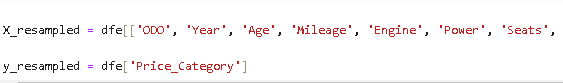 X_resampled = dfe[['ODO', 'Year', 'Age', 'Mileage', 'Engine', 'Power', 'Seats',
y_resampled = dfe['Price_Category']